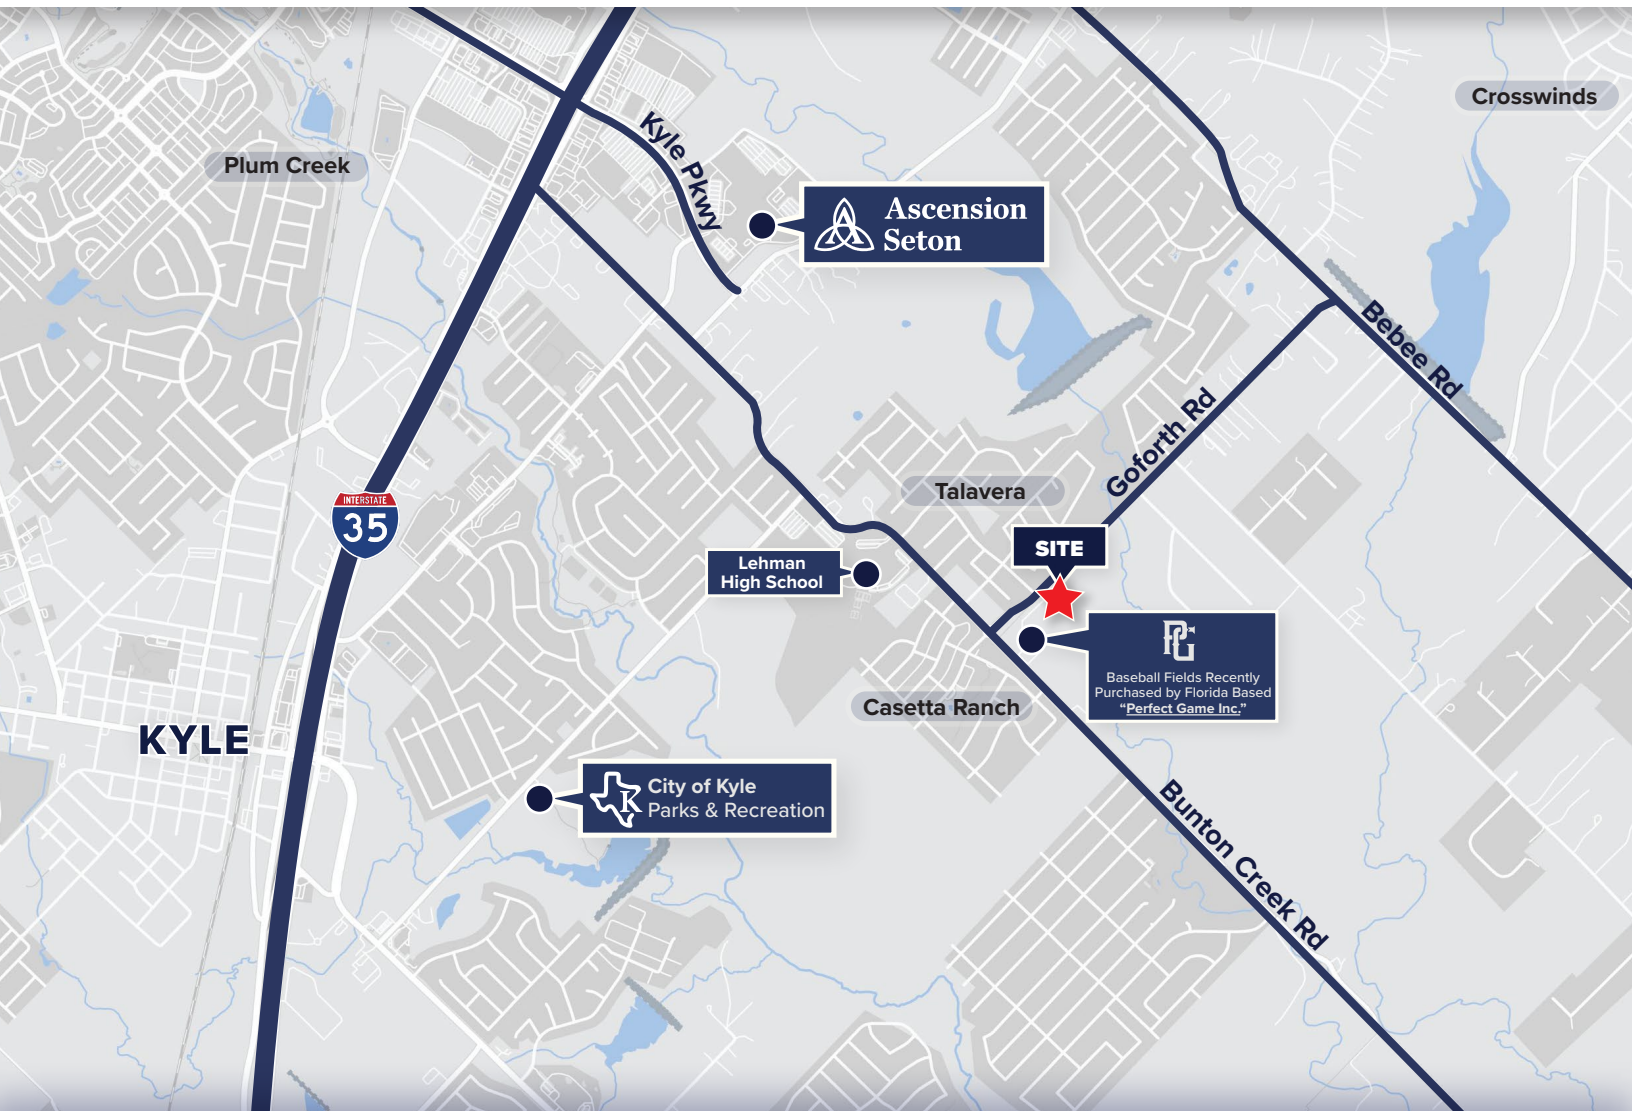 Crosswinds
Kyle Pkwy
Plum Creek
Ascension
Seton
Bebee Rd
Goforth Rd
Talavera
INTERSTATE
35
SITE
Lehman
High School
PG
Baseball Fields Recently
Purchased by Florida Based
“Perfect Game Inc.”
Casetta Ranch
KYLE
K
City of Kyle
Parks & Recreation
Bunton Creek Rd